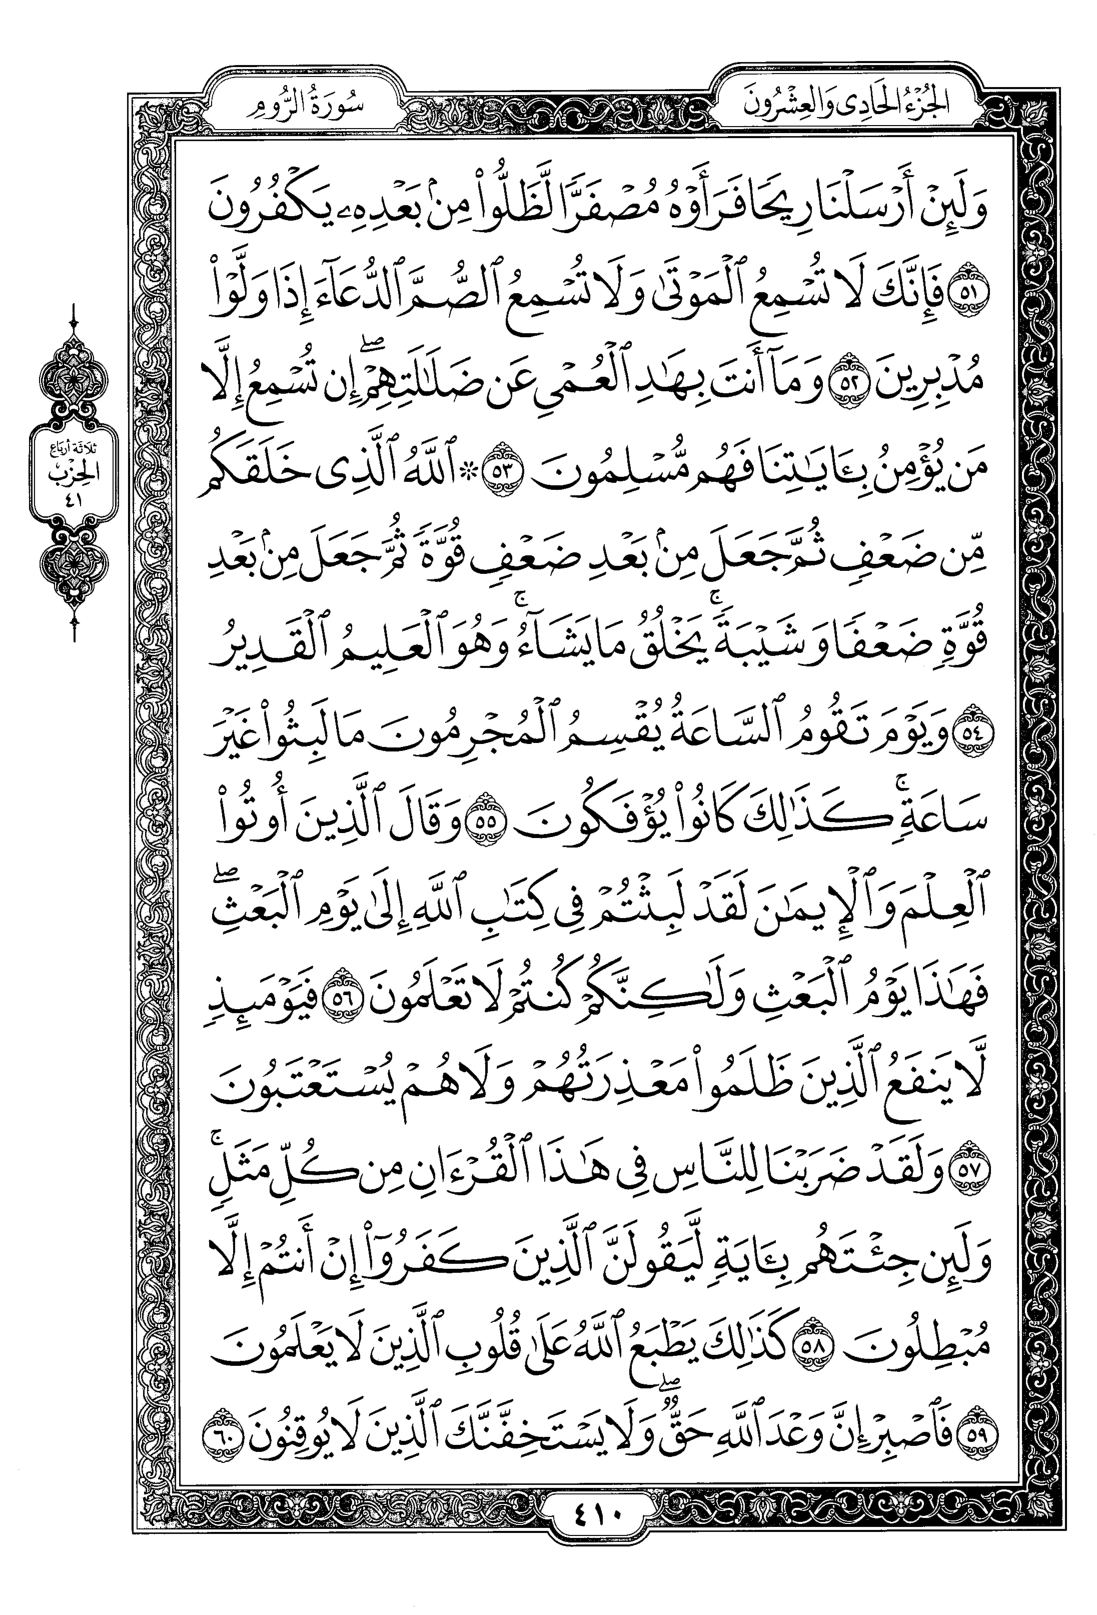 الجُزْءُ الحَادِى وَالعِشْرُونَ
سُورَةُ الرُّومِ
وَلَئِنْ أَرْسَلْنَا رِيحًا فَرَأَوْهُ مُصْفَرًّا لَّظَلُّوا۟ مِنۢ بَعْدِهِۦ يَكْفُرُونَ
٥١ فَإِنَّكَ لَا تُسْمِعُ ٱلْمَوْتَىٰ وَلَا تُسْمِعُ ٱلصُّمَّ ٱلدُّعَآءَ إِذَا وَلَّوْا۟
مُدْبِرِينَ ٥٢ وَمَآ أَنتَ بِهَٰدِ ٱلْعُمْىِ عَن ضَلَٰلَتِهِمْۖ إِن تُسْمِعُ إِلَّا
مَن يُؤْمِنُ بِـَٔايَٰتِنَا فَهُم مُّسْلِمُونَ ٥٣ ۞ ٱللَّهُ ٱلَّذِى خَلَقَكُم
مِّن ضَعْفٍ ثُمَّ جَعَلَ مِنۢ بَعْدِ ضَعْفٍ قُوَّةً ثُمَّ جَعَلَ مِنۢ بَعْدِ
قُوَّةٍ ضَعْفًا وَشَيْبَةًۚ يَخْلُقُ مَا يَشَآءُۚ وَهُوَ ٱلْعَلِيمُ ٱلْقَدِيرُ
٥٤ وَيَوْمَ تَقُومُ ٱلسَّاعَةُ يُقْسِمُ ٱلْمُجْرِمُونَ مَا لَبِثُوا۟ غَيْرَ
سَاعَةٍۚ كَذَٰلِكَ كَانُوا۟ يُؤْفَكُونَ ٥٥ وَقَالَ ٱلَّذِينَ أُوتُوا۟
ٱلْعِلْمَ وَٱلْإِيمَٰنَ لَقَدْ لَبِثْتُمْ فِى كِتَٰبِ ٱللَّهِ إِلَىٰ يَوْمِ ٱلْبَعْثِۖ
فَهَٰذَا يَوْمُ ٱلْبَعْثِ وَلَٰكِنَّكُمْ كُنتُمْ لَا تَعْلَمُونَ ٥٦ فَيَوْمَئِذٍ
لَّا يَنفَعُ ٱلَّذِينَ ظَلَمُوا۟ مَعْذِرَتُهُمْ وَلَا هُمْ يُسْتَعْتَبُونَ
٥٧ وَلَقَدْ ضَرَبْنَا لِلنَّاسِ فِى هَٰذَا ٱلْقُرْءَانِ مِن كُلِّ مَثَلٍۚ
وَلَئِن جِئْتَهُم بِـَٔايَةٍ لَّيَقُولَنَّ ٱلَّذِينَ كَفَرُوٓا۟ إِنْ أَنتُمْ إِلَّا
مُبْطِلُونَ ٥٨ كَذَٰلِكَ يَطْبَعُ ٱللَّهُ عَلَىٰ قُلُوبِ ٱلَّذِينَ لَا يَعْلَمُونَ
٥٩ فَٱصْبِرْ إِنَّ وَعْدَ ٱللَّهِ حَقٌّۖ وَلَا يَسْتَخِفَّنَّكَ ٱلَّذِينَ لَا يُوقِنُونَ ٦٠
ثلاثة أرباع
الحِزْب
٤١
٤١٠